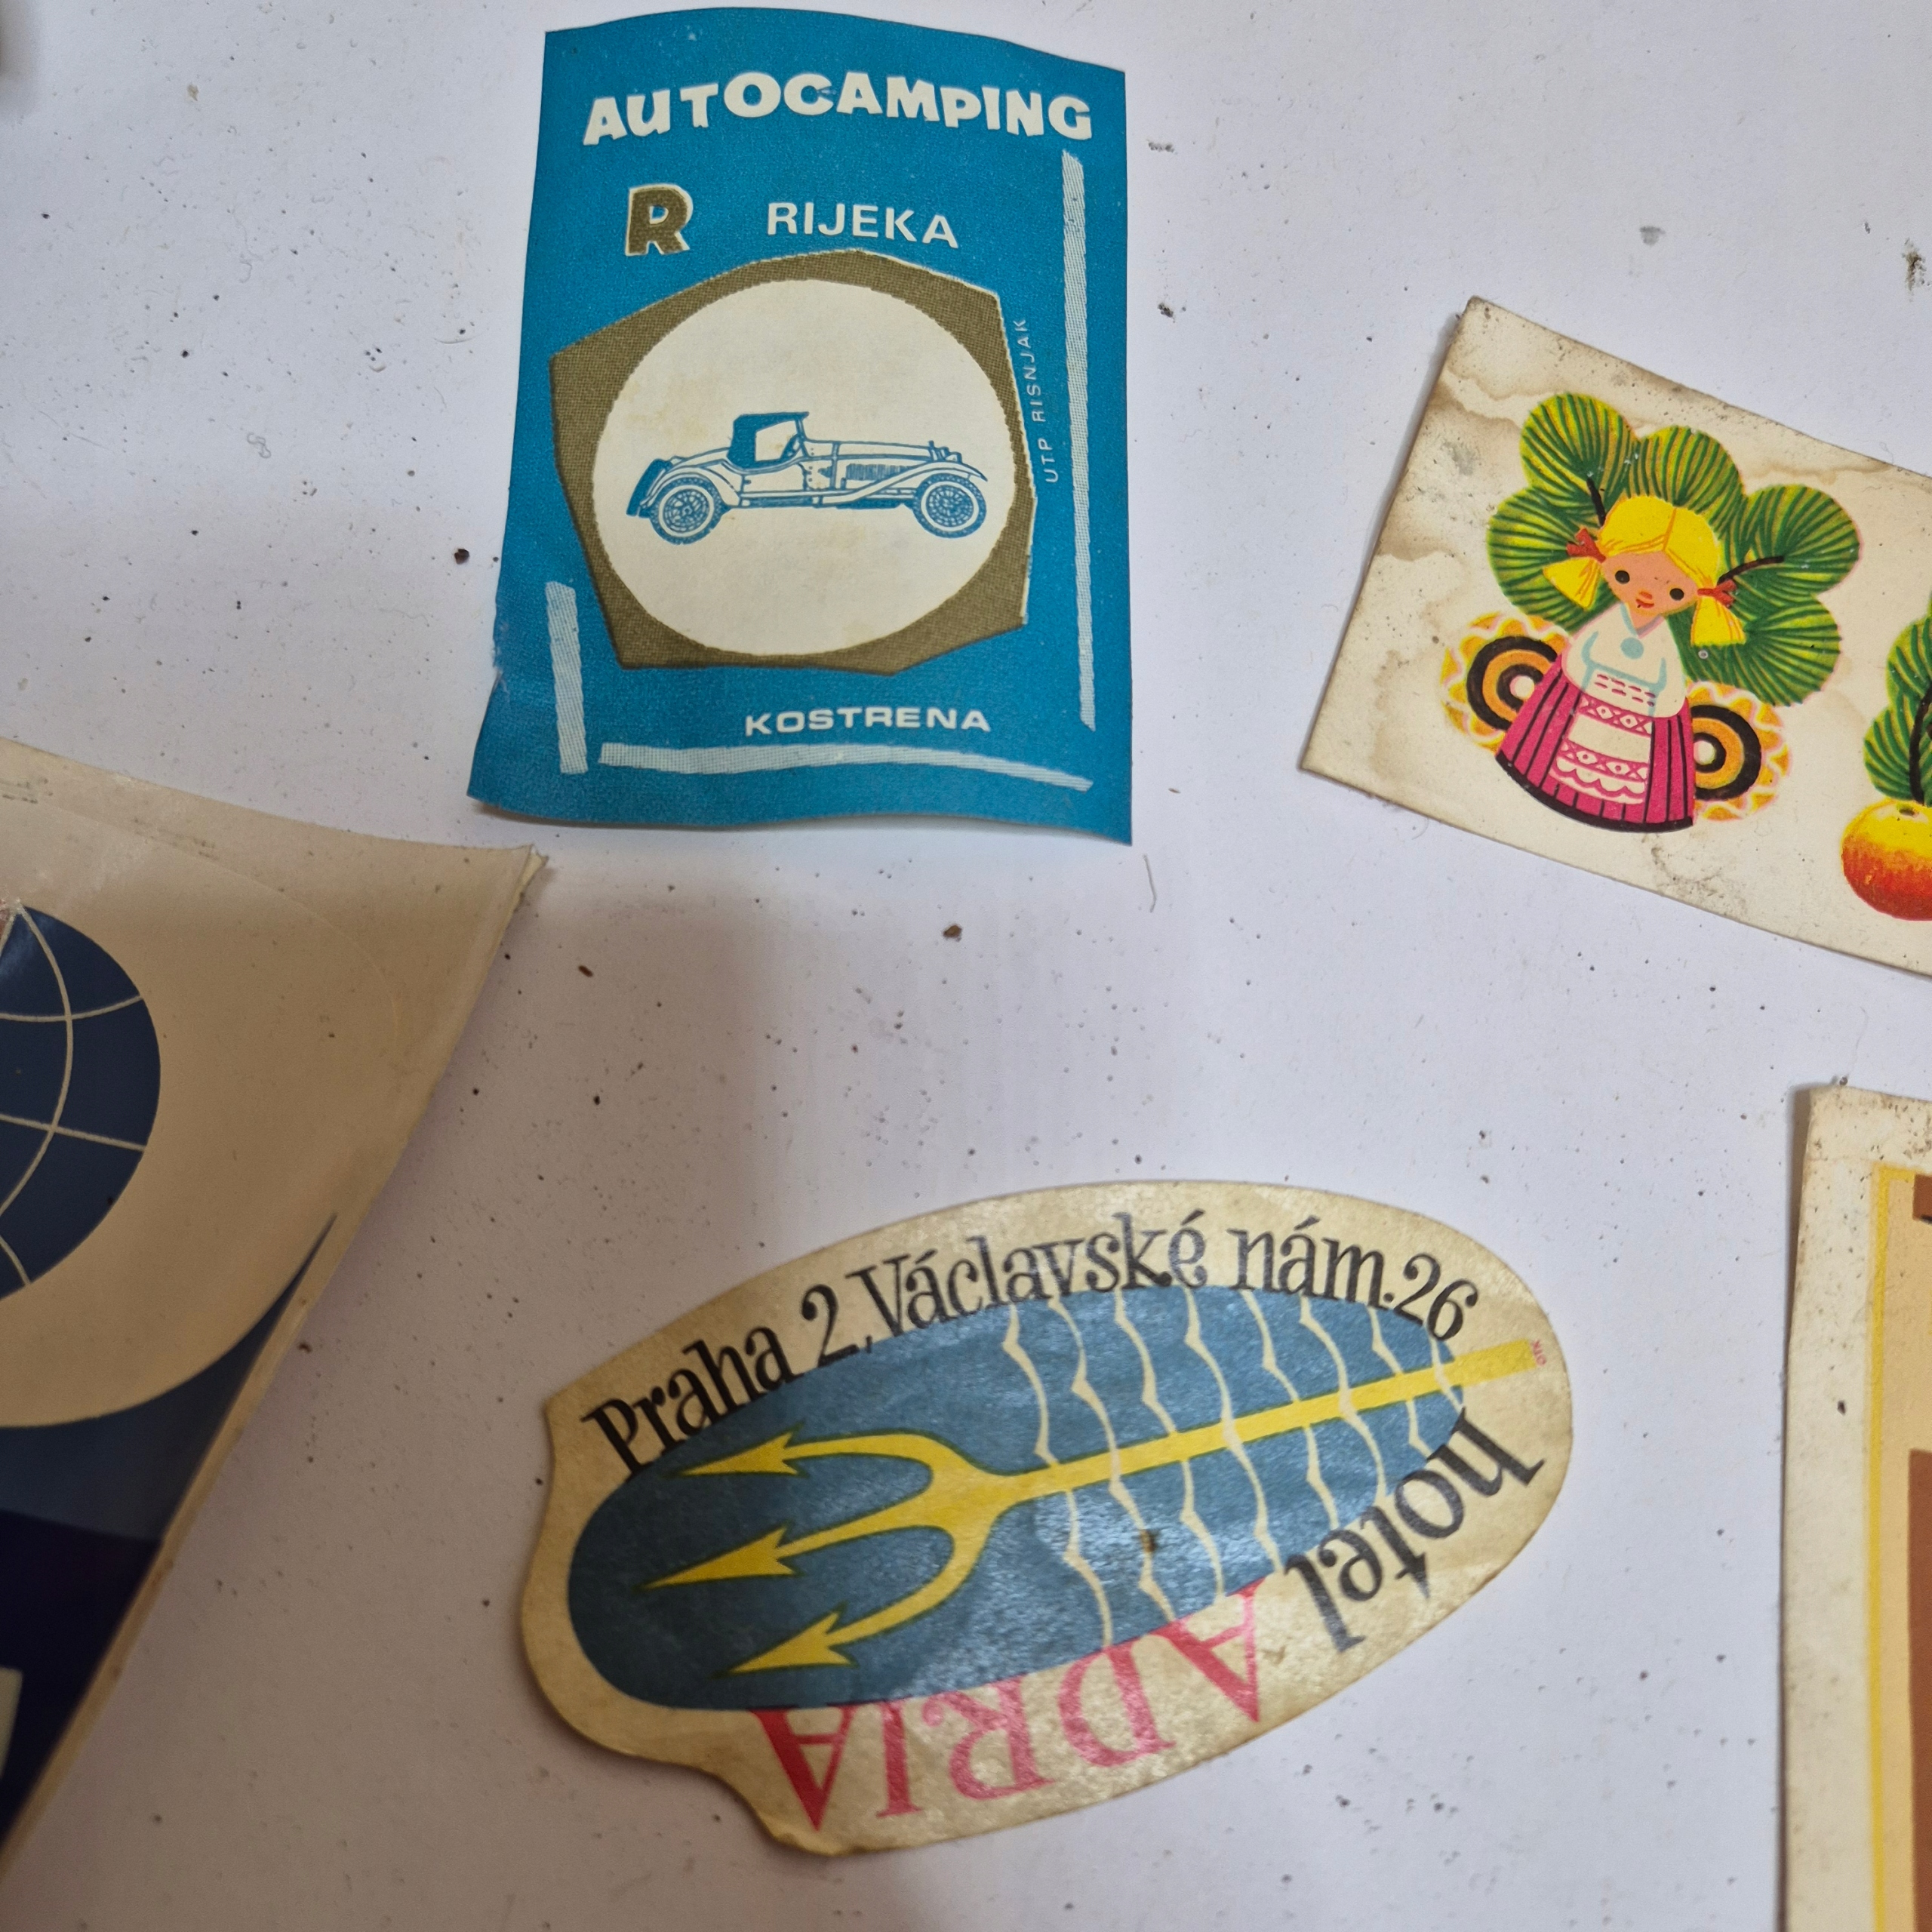 AUTOCAMPING
R RIJEKA
UTP RISNJAK
KOSTRENA
Praha 2, Václavské nám. 26
hotel ADRIA